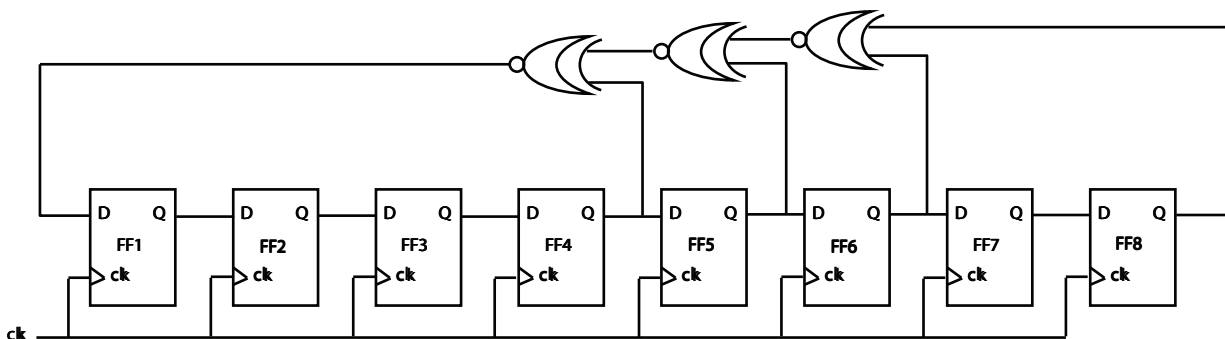 D Q D Q D Q D Q D Q D Q D Q D Q
FF1 FF2 FF3 FF4 FF5 FF6 FF7 FF8
clk clk clk clk clk clk clk clk
clk